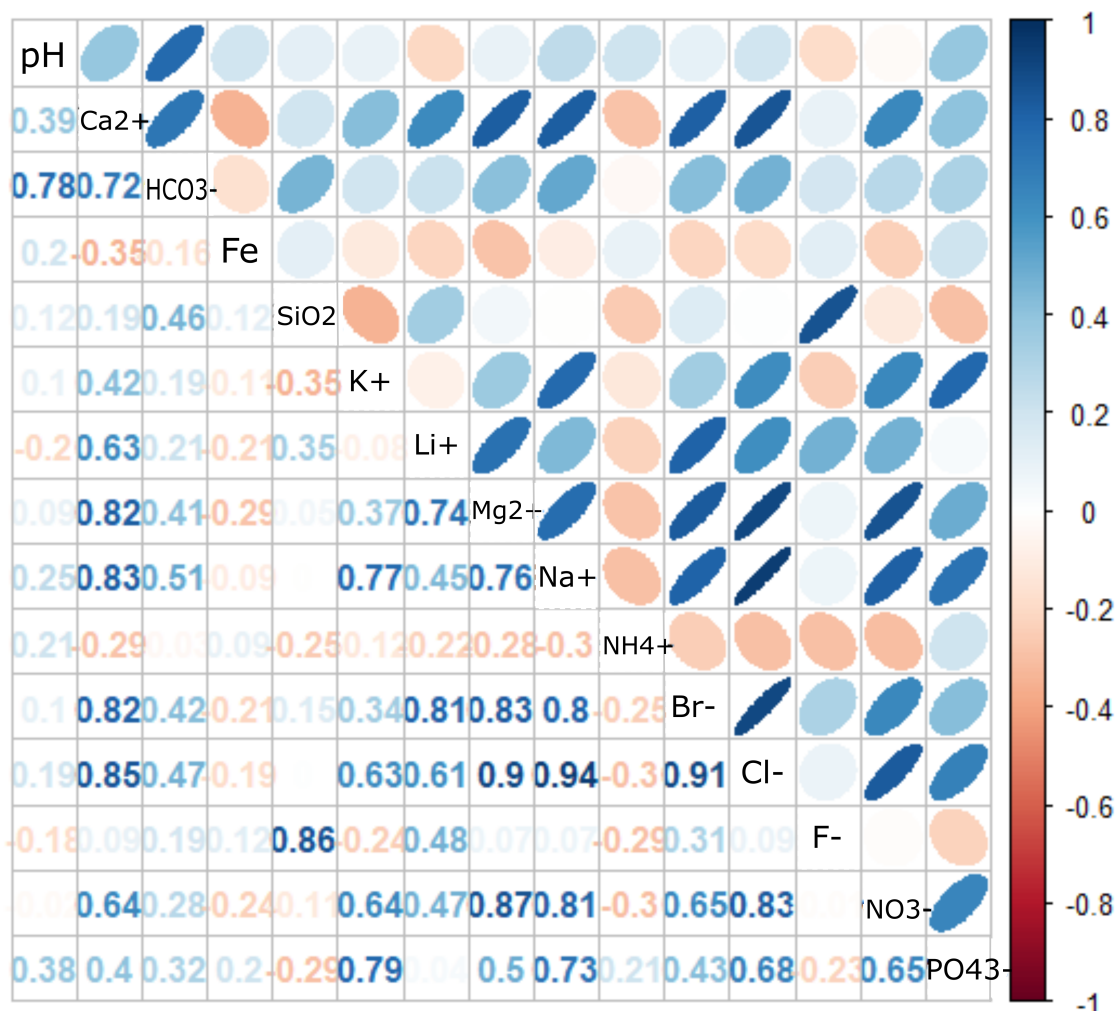 pH
0.39 Ca2+
0.78 0.72 HCO3-
0.2 -0.35 0.16 Fe
0.12 0.19 0.46 0.12 SiO2
0.1 0.42 0.19 -0.11 -0.35 K+
-0.2 0.63 0.21 -0.21 0.35 -0.08 Li+
0.09 0.82 0.41 -0.29 0.05 0.37 0.74 Mg2+
0.25 0.83 0.51 -0.09 0 0.77 0.45 0.76 Na+
0.21 -0.29 0.03 0.09 -0.25 0.12 -0.22 0.28 -0.3 NH4+
0.1 0.82 0.42 -0.21 0.15 0.34 0.81 0.83 0.8 -0.25 Br-
0.19 0.85 0.47 -0.19 0.63 0.61 0.9 0.94 -0.3 0.91 Cl-
-0.18 0.09 0.19 0.12 0.86 -0.24 0.48 0.07 0.07 -0.29 0.31 0.09 F-
0.64 0.28 -0.24 0.11 0.64 0.47 0.87 0.81 -0.3 0.65 0.83 NO3-
0.38 0.4 0.32 0.2 -0.29 0.79 0.04 0.5 0.73 0.21 0.43 0.68 -0.23 0.65 PO43-
1
0.8
0.6
0.4
0.2
0
-0.2
-0.4
-0.6
-0.8
-1